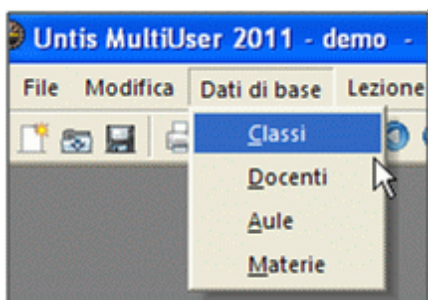 Untis MultiUser 2011 - demo -
File Modifica Dati di base Lezione
Classi
Docenti
Aule
Materie